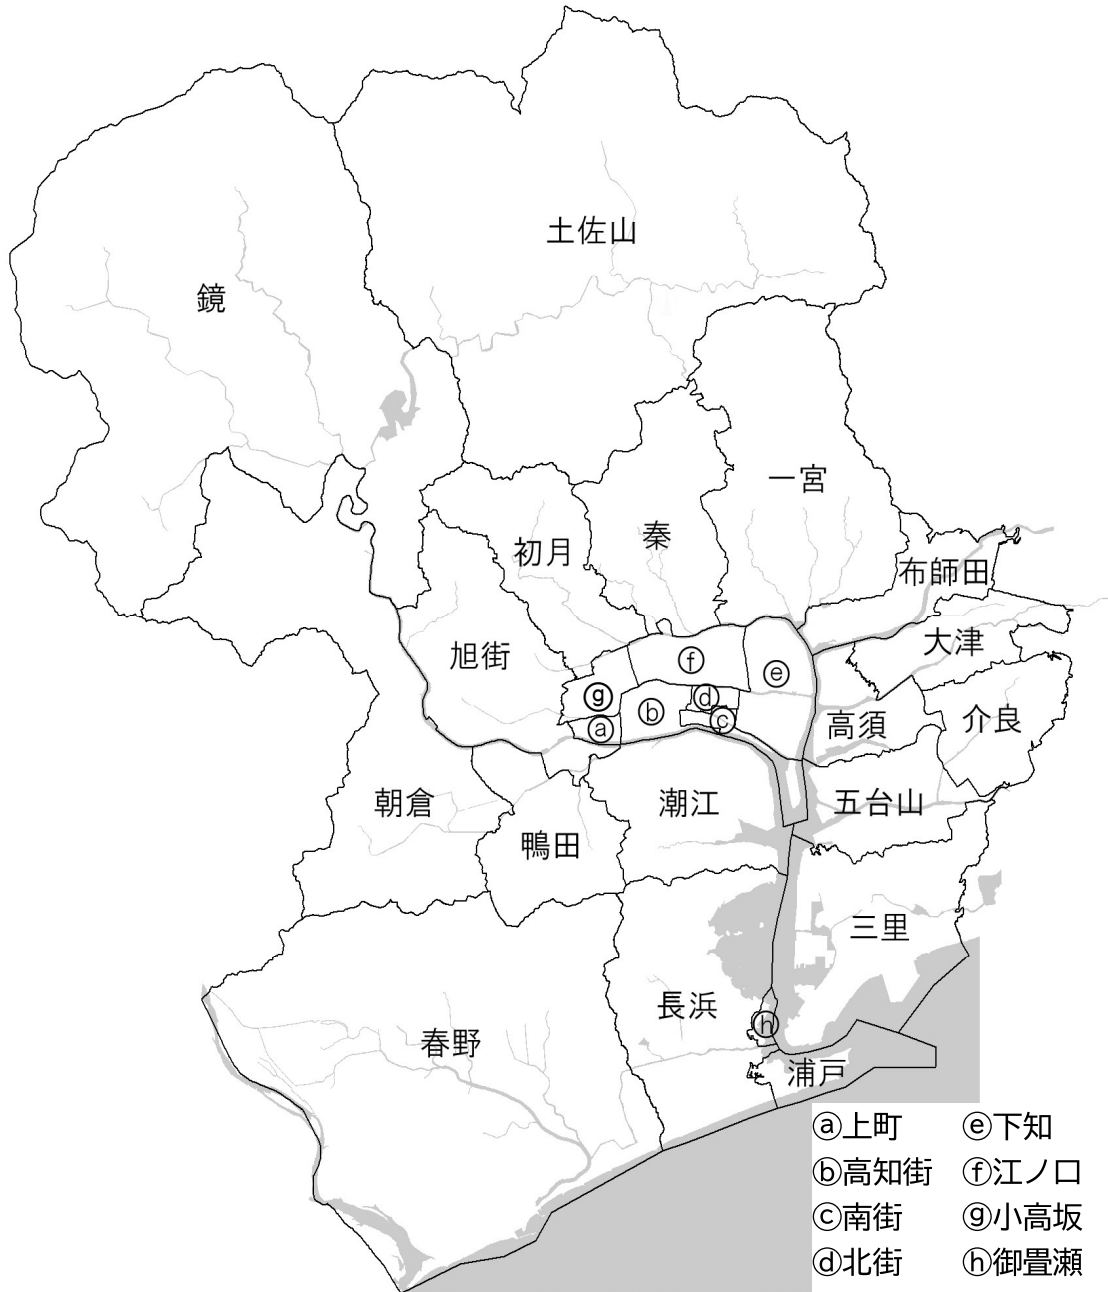 土佐山
鏡
一宮
秦
初月
布師田
大津
旭街
ⓕ
ⓔ
ⓖ
ⓓ
ⓑ
ⓒ
ⓐ
高須
介良
朝倉
潮江
五台山
鴨田
三里
長浜
ⓗ
春野
浦戸
ⓐ上町 ⓔ下知
ⓑ高知街 ⓕ江ノ口
ⓒ南街 ⓖ小高坂
ⓓ北街 ⓗ御畳瀬